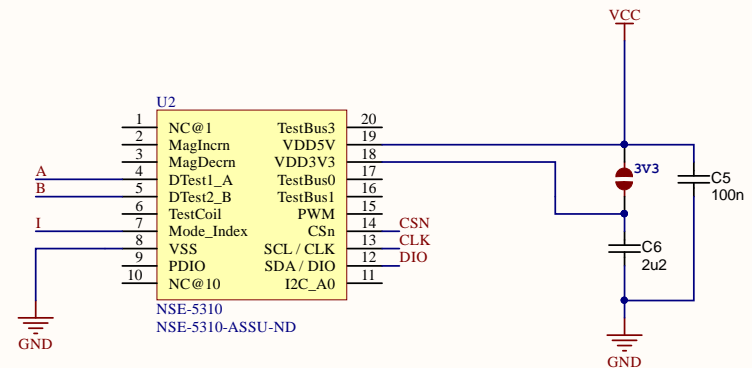 VCC
U2
1 NC@1 TestBus3 20
2 MagIncrn VDD5V 19
3 MagDecrn VDD3V3 18
A 4 DTest1_A TestBus0 17
B 5 DTest2_B TestBus1 16
6 TestCoil PWM 15
I 7 Mode_Index CSn 14 CSN
8 VSS SCL / CLK 13 CLK
9 PDIO SDA / DIO 12 DIO
10 NC@10 I2C_A0 11
NSE-5310
NSE-5310-ASSU-ND
GND
3V3
C5
100n
C6
2u2
GND